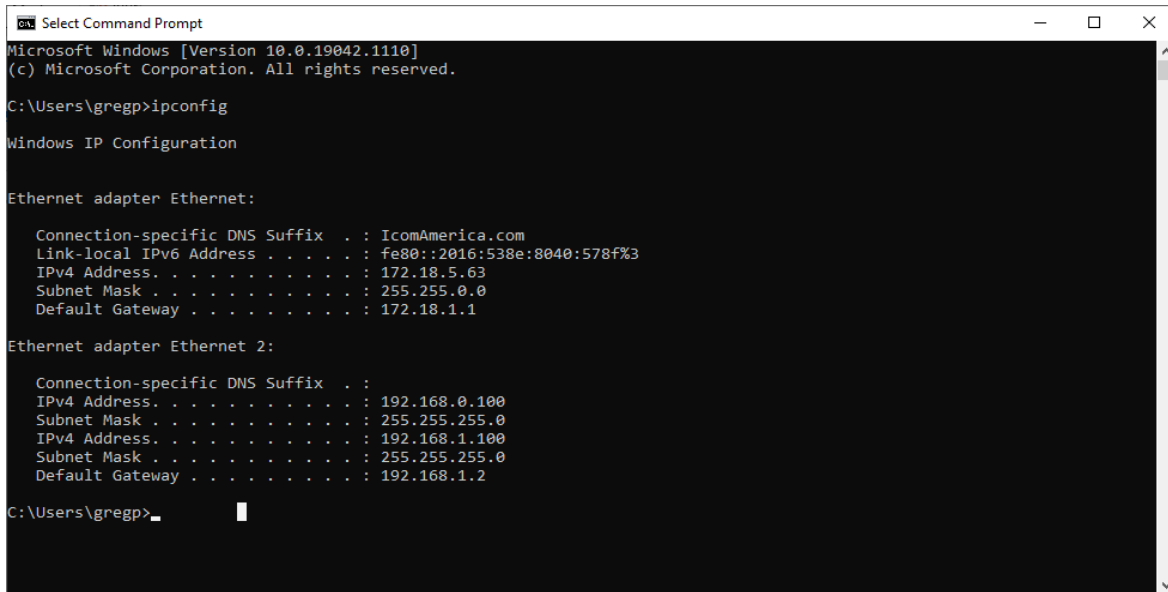 Select Command Prompt
Microsoft Windows [Version 10.0.19042.1110]
(c) Microsoft Corporation. All rights reserved.
C:\Users\gregp>ipconfig
Windows IP Configuration
Ethernet adapter Ethernet:
Connection-specific DNS Suffix  . : IcomAmerica.com
Link-local IPv6 Address . . . . . : fe80::2016:538e:8040:578f%3
IPv4 Address. . . . . . . . . . . : 172.18.5.63
Subnet Mask . . . . . . . . . . . : 255.255.0.0
Default Gateway . . . . . . . . . : 172.18.1.1
Ethernet adapter Ethernet 2:
Connection-specific DNS Suffix  . :
IPv4 Address. . . . . . . . . . . : 192.168.0.100
Subnet Mask . . . . . . . . . . . : 255.255.255.0
IPv4 Address. . . . . . . . . . . : 192.168.1.100
Subnet Mask . . . . . . . . . . . : 255.255.255.0
Default Gateway . . . . . . . . . : 192.168.1.2
C:\Users\gregp>